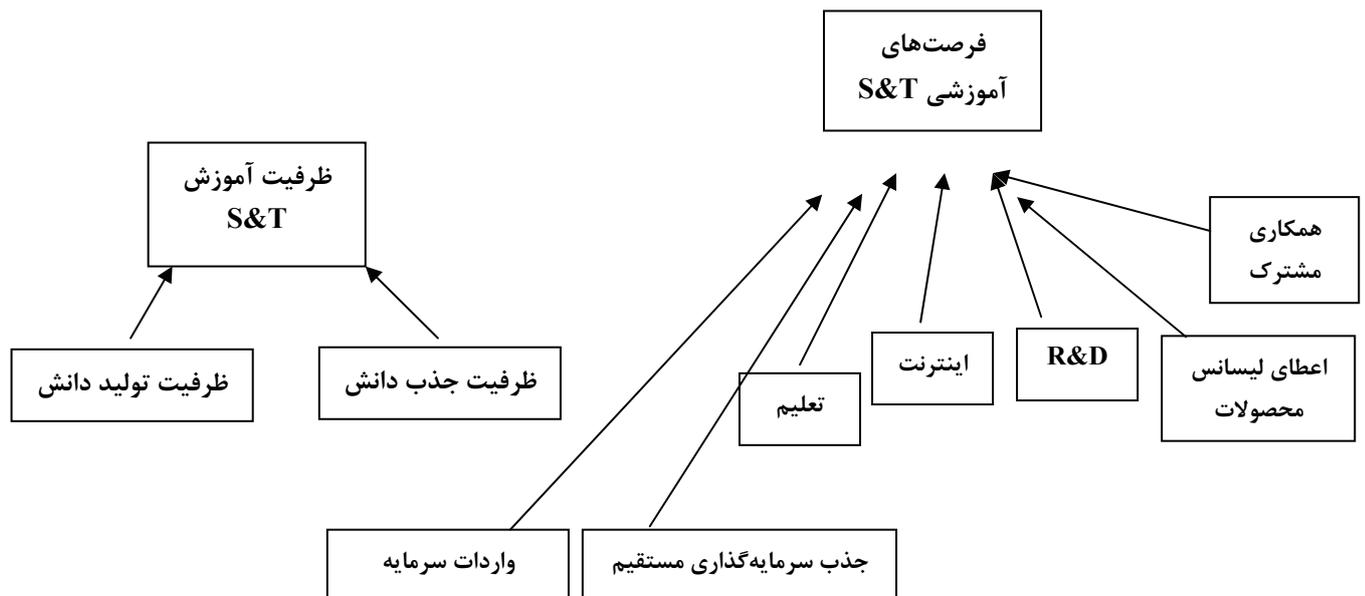 فرصت‌های
آموزشی S&T
ظرفیت آموزش
S&T
همکاری
مشترک
ظرفیت تولید دانش
ظرفیت جذب دانش
تعلیم
اینترنت
R&D
اعطای لیسانس
محصولات
واردات سرمایه
جذب سرمایه‌گذاری مستقیم